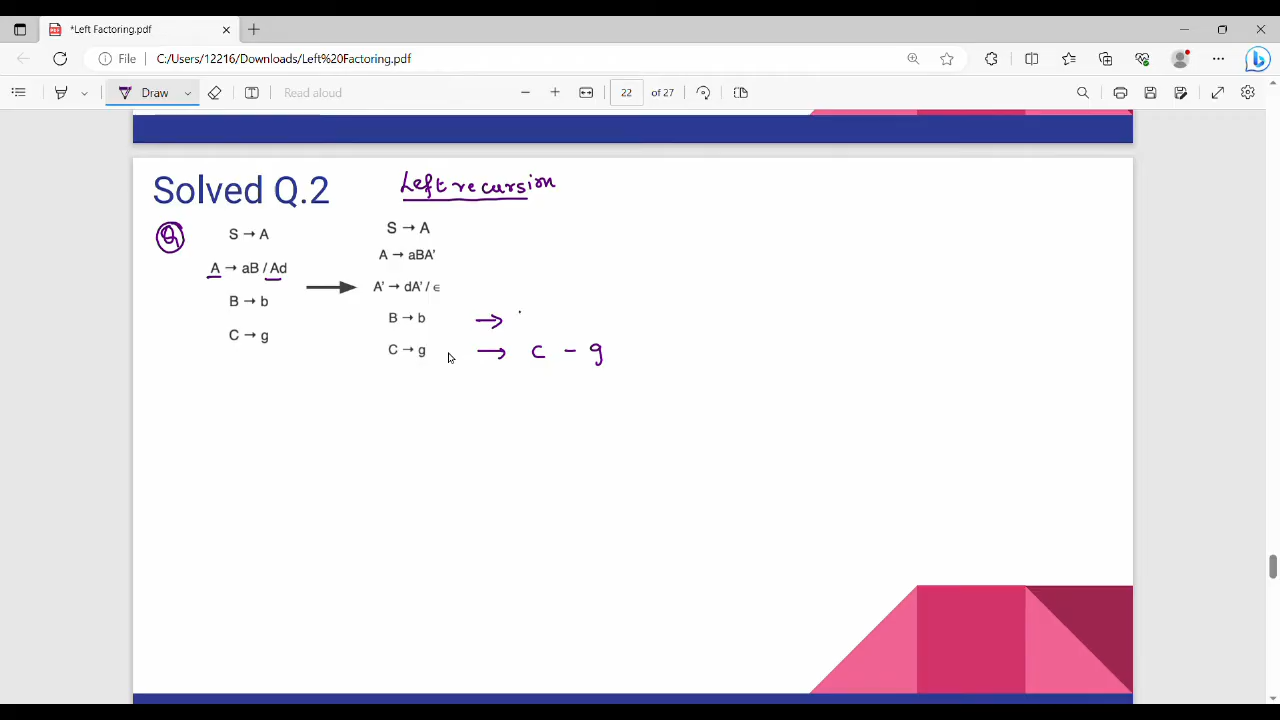 *Left Factoring.pdf
File C:/Users/12216/Downloads/Left%20Factoring.pdf
Draw Read aloud 22 of 27
Solved Q.2 Left recursion
Q
S → A
A → aB / Ad
B → b
C → g
S → A
A → aBA'
A' → dA' / ϵ
B → b →
C → g → C - g